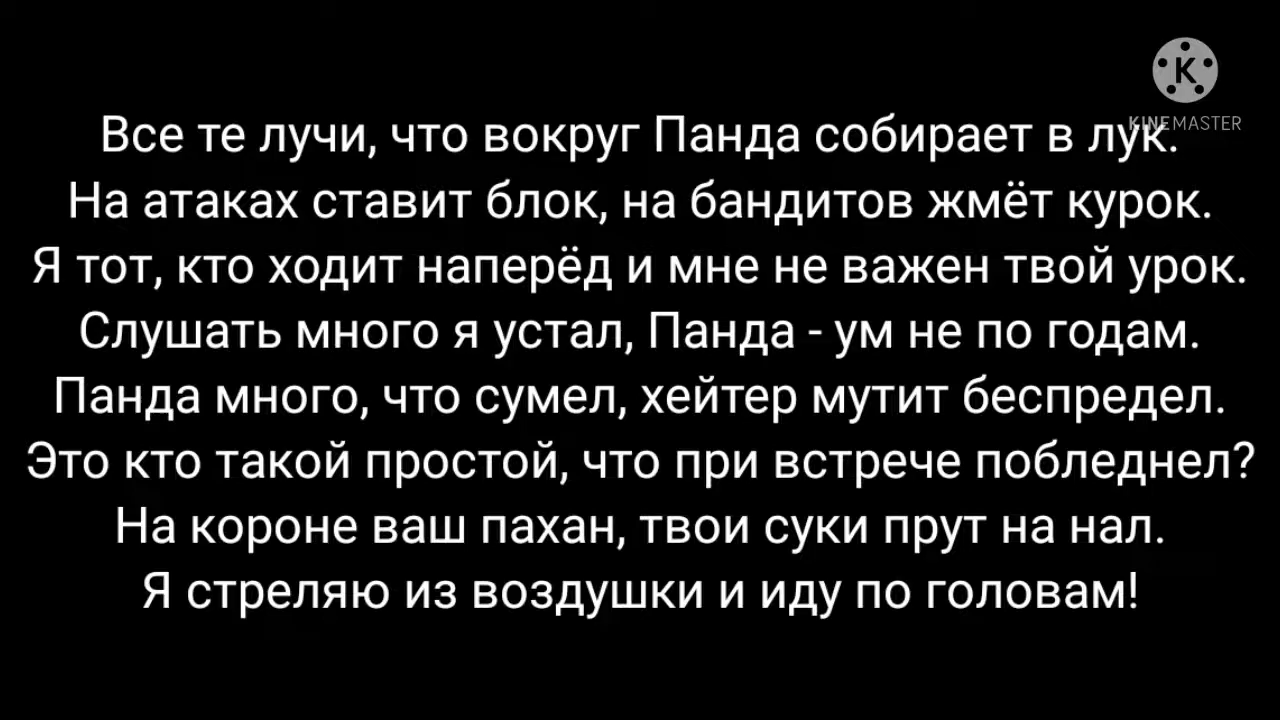 KINEMASTER
Все те лучи, что вокруг Панда собирает в лук.
На атаках ставит блок, на бандитов жмёт курок.
Я тот, кто ходит наперёд и мне не важен твой урок.
Слушать много я устал, Панда - ум не по годам.
Панда много, что сумел, хейтер мутит беспредел.
Это кто такой простой, что при встрече побледнел?
На короне ваш пахан, твои суки прут на нал.
Я стреляю из воздушки и иду по головам!